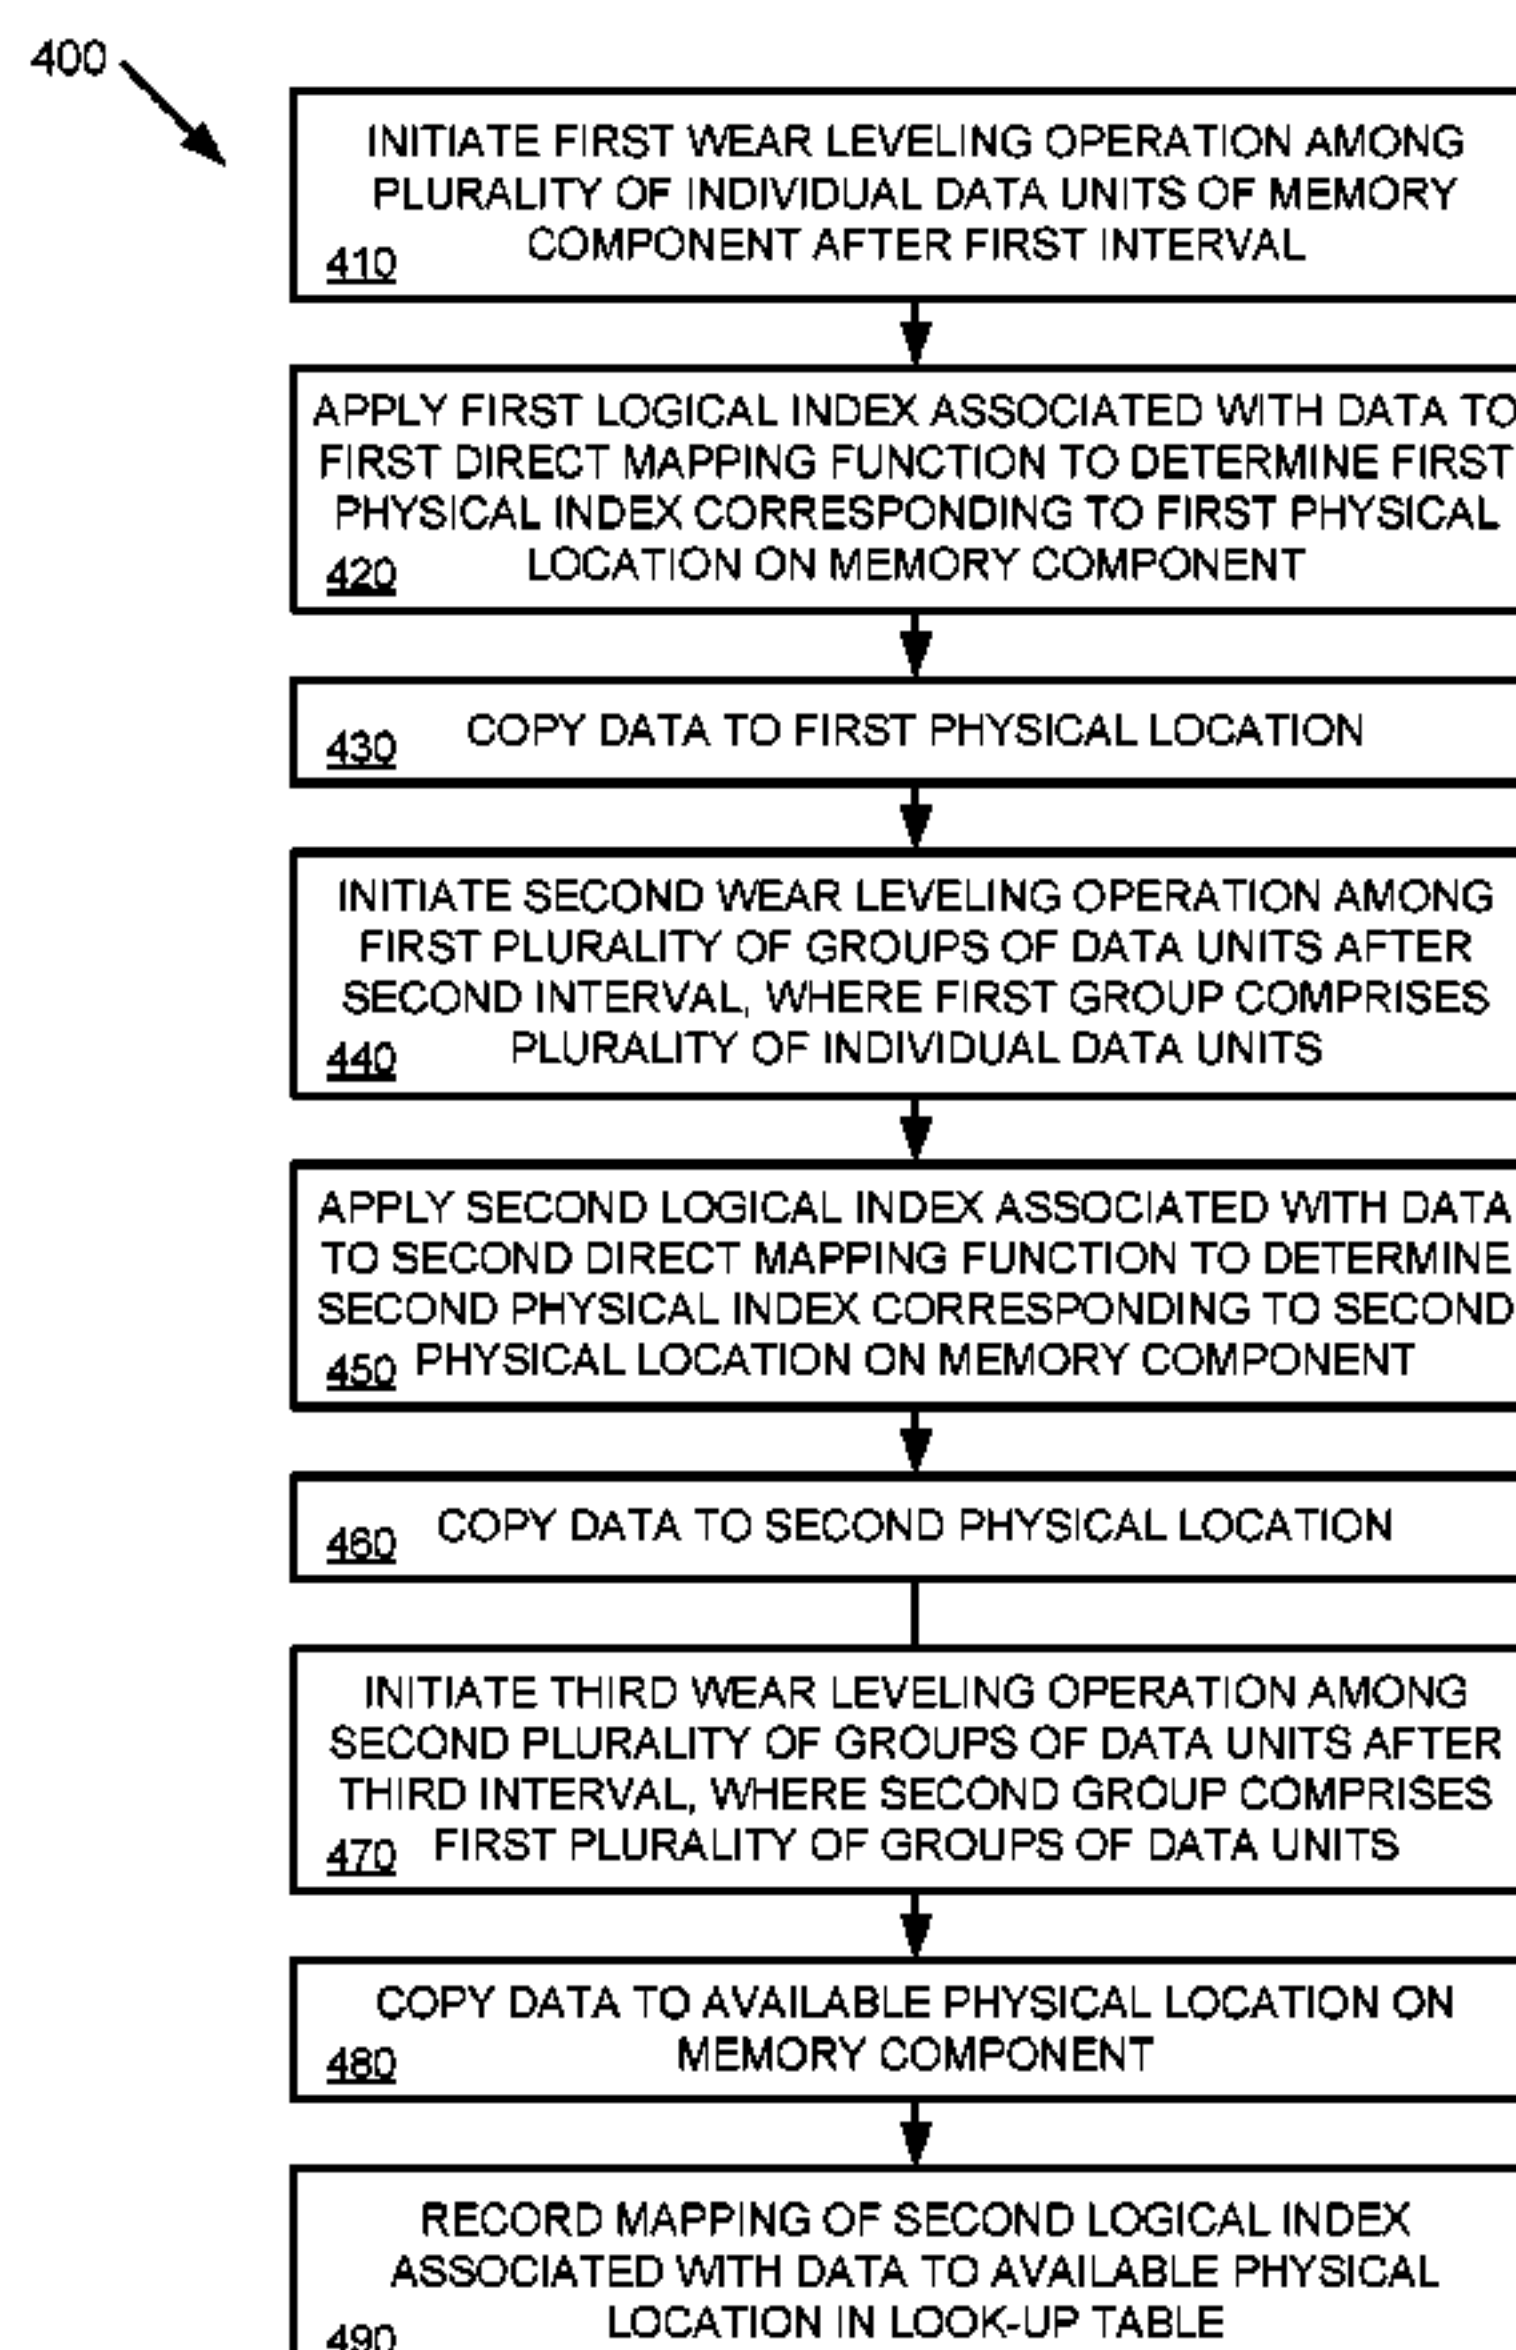 400
INITIATE FIRST WEAR LEVELING OPERATION AMONG
PLURALITY OF INDIVIDUAL DATA UNITS OF MEMORY
COMPONENT AFTER FIRST INTERVAL
410
APPLY FIRST LOGICAL INDEX ASSOCIATED WITH DATA TO
FIRST DIRECT MAPPING FUNCTION TO DETERMINE FIRST
PHYSICAL INDEX CORRESPONDING TO FIRST PHYSICAL
LOCATION ON MEMORY COMPONENT
420
COPY DATA TO FIRST PHYSICAL LOCATION
430
INITIATE SECOND WEAR LEVELING OPERATION AMONG
FIRST PLURALITY OF GROUPS OF DATA UNITS AFTER
SECOND INTERVAL, WHERE FIRST GROUP COMPRISES
PLURALITY OF INDIVIDUAL DATA UNITS
440
APPLY SECOND LOGICAL INDEX ASSOCIATED WITH DATA
TO SECOND DIRECT MAPPING FUNCTION TO DETERMINE
SECOND PHYSICAL INDEX CORRESPONDING TO SECOND
PHYSICAL LOCATION ON MEMORY COMPONENT
450
COPY DATA TO SECOND PHYSICAL LOCATION
460
INITIATE THIRD WEAR LEVELING OPERATION AMONG
SECOND PLURALITY OF GROUPS OF DATA UNITS AFTER
THIRD INTERVAL, WHERE SECOND GROUP COMPRISES
FIRST PLURALITY OF GROUPS OF DATA UNITS
470
COPY DATA TO AVAILABLE PHYSICAL LOCATION ON
MEMORY COMPONENT
480
RECORD MAPPING OF SECOND LOGICAL INDEX
ASSOCIATED WITH DATA TO AVAILABLE PHYSICAL
LOCATION IN LOOK-UP TABLE
490